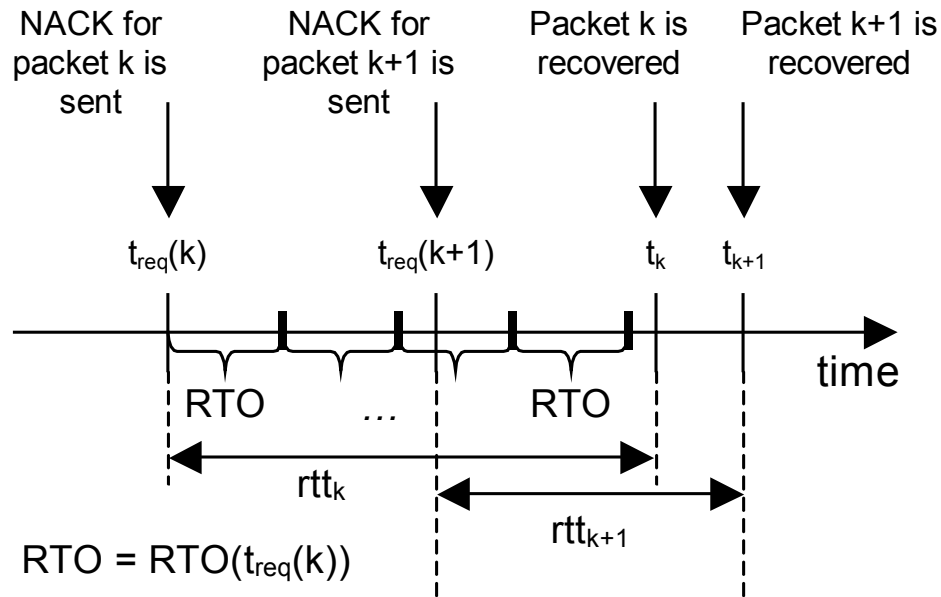 NACK for
packet k is
sent
NACK for
packet k+1 is
sent
Packet k is
recovered
Packet k+1 is
recovered
t_req(k)
t_req(k+1)
t_k
t_k+1
time
RTO
...
RTO
rtt_k
rtt_k+1
RTO = RTO(t_req(k))